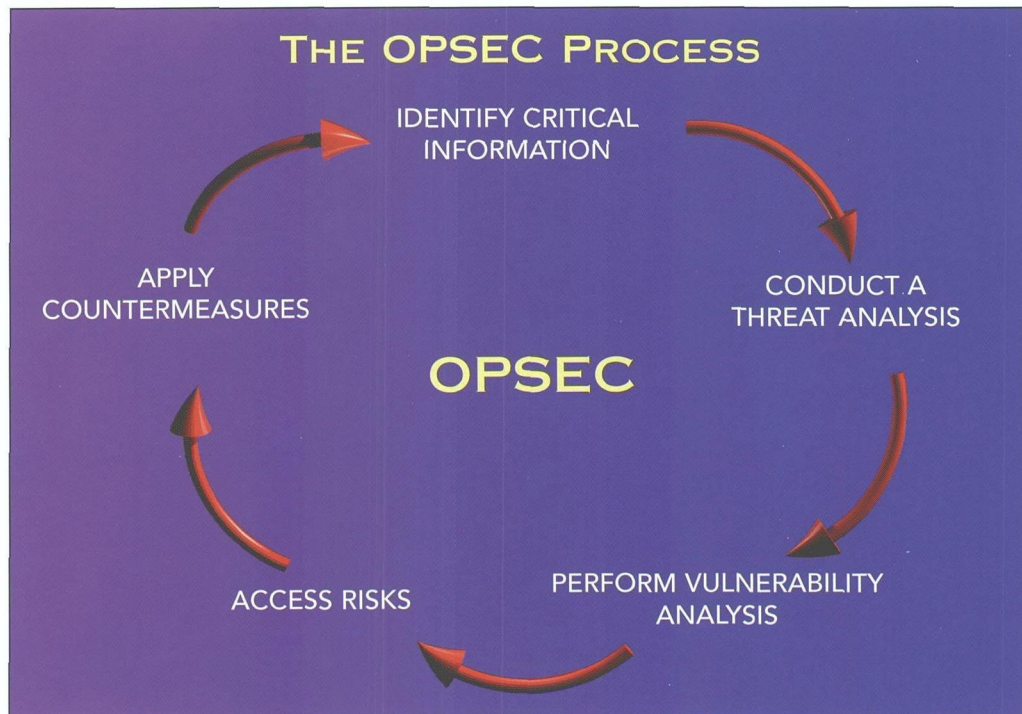 THE OPSEC PROCESS
IDENTIFY CRITICAL
INFORMATION
CONDUCT A
THREAT ANALYSIS
PERFORM VULNERABILITY
ANALYSIS
ACCESS RISKS
APPLY
COUNTERMEASURES
OPSEC